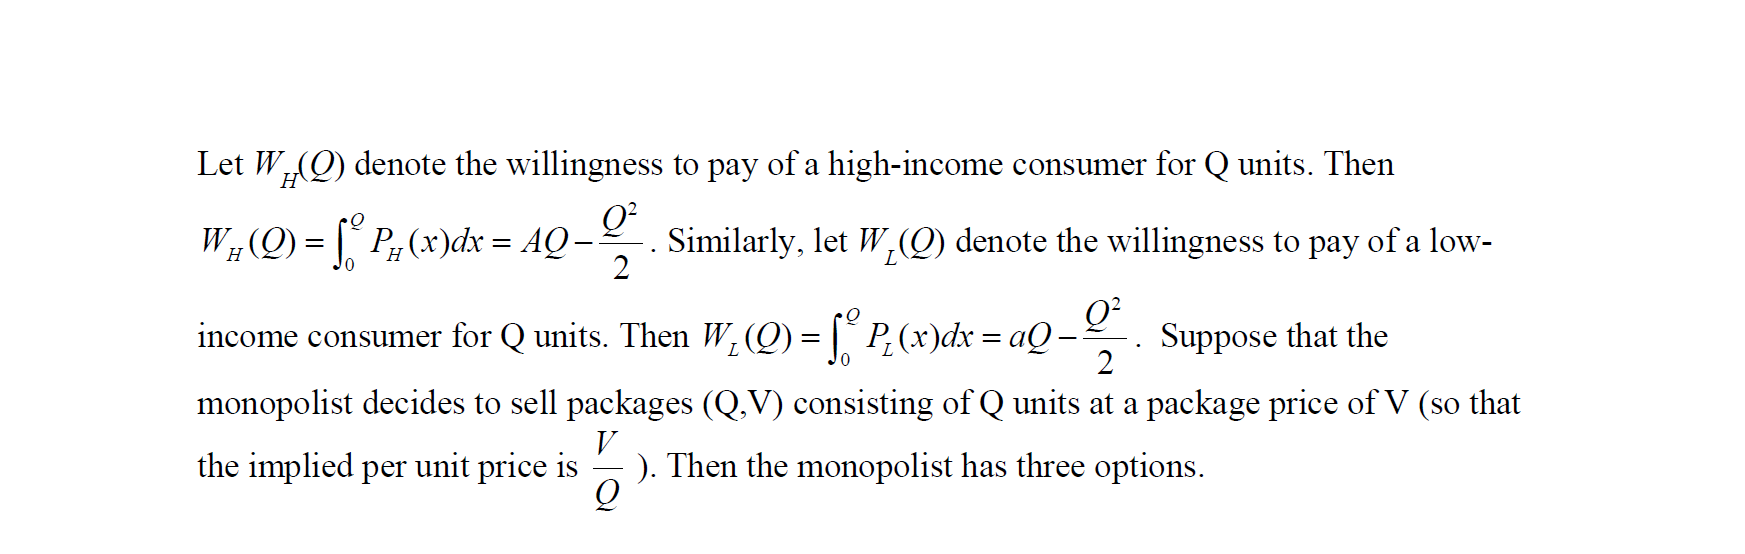 Let W_H(Q) denote the willingness to pay of a high-income consumer for Q units. Then
W_H(Q) = ∫_0^Q P_H(x)dx = AQ − Q²/2 . Similarly, let W_L(Q) denote the willingness to pay of a low-
income consumer for Q units. Then W_L(Q) = ∫_0^Q P_L(x)dx = aQ − Q²/2 . Suppose that the
monopolist decides to sell packages (Q,V) consisting of Q units at a package price of V (so that
the implied per unit price is V/Q ). Then the monopolist has three options.